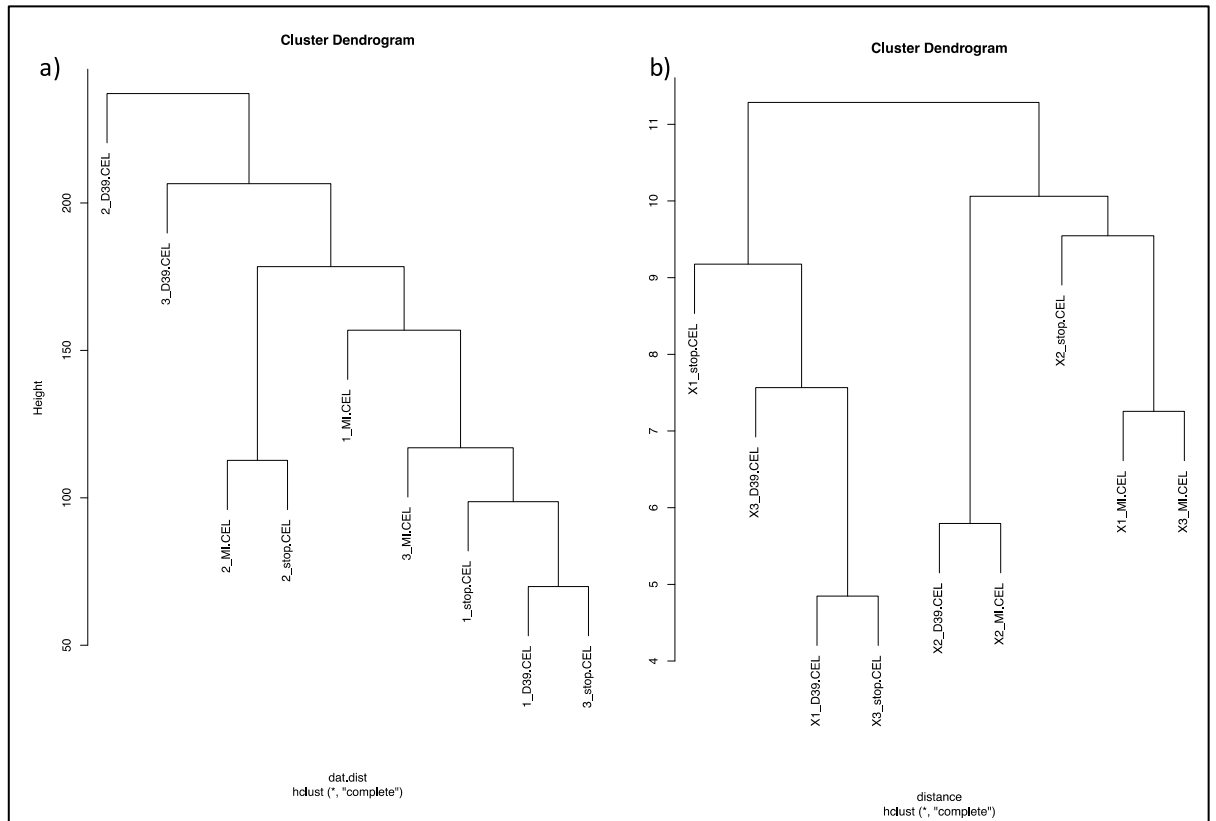 a)
Cluster Dendrogram
Height
200
150
100
50
2_D39.CEL
3_D39.CEL
2_MI.CEL
2_stop.CEL
1_MI.CEL
3_MI.CEL
1_stop.CEL
1_D39.CEL
3_stop.CEL
dat.dist
hclust (*, "complete")
b)
Cluster Dendrogram
11
10
9
8
7
6
5
4
X1_stop.CEL
X3_D39.CEL
X1_D39.CEL
X3_stop.CEL
X2_D39.CEL
X2_MI.CEL
X2_stop.CEL
X1_MI.CEL
X3_MI.CEL
distance
hclust (*, "complete")